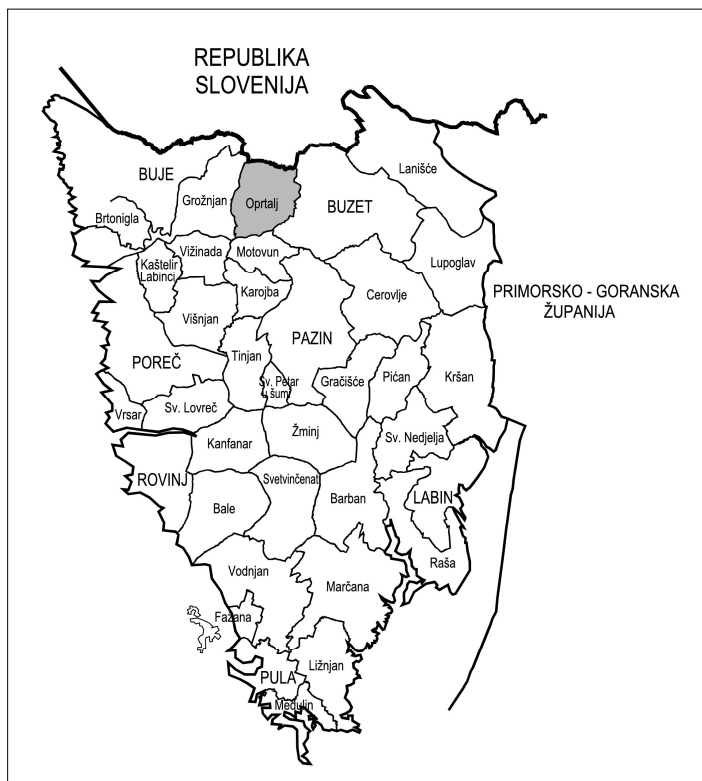 REPUBLIKA
SLOVENIJA
Lanišće
BUJE
Grožnjan
Oprtalj
BUZET
Brtonigla
Vižinada
Motovun
Lupoglav
Kaštelir
Labinci
Karojba
Cerovlje
PRIMORSKO - GORANSKA
ŽUPANIJA
Višnjan
PAZIN
POREČ
Tinjan
Sv. Petar
u šumi
Gračišće
Pićan
Kršan
Vrsar
Sv. Lovreč
Žminj
Kanfanar
Sv. Nedjelja
ROVINJ
Svetvinčenat
Bale
Barban
LABIN
Raša
Vodnjan
Marčana
Fažana
Ližnjan
PULA
Medulin